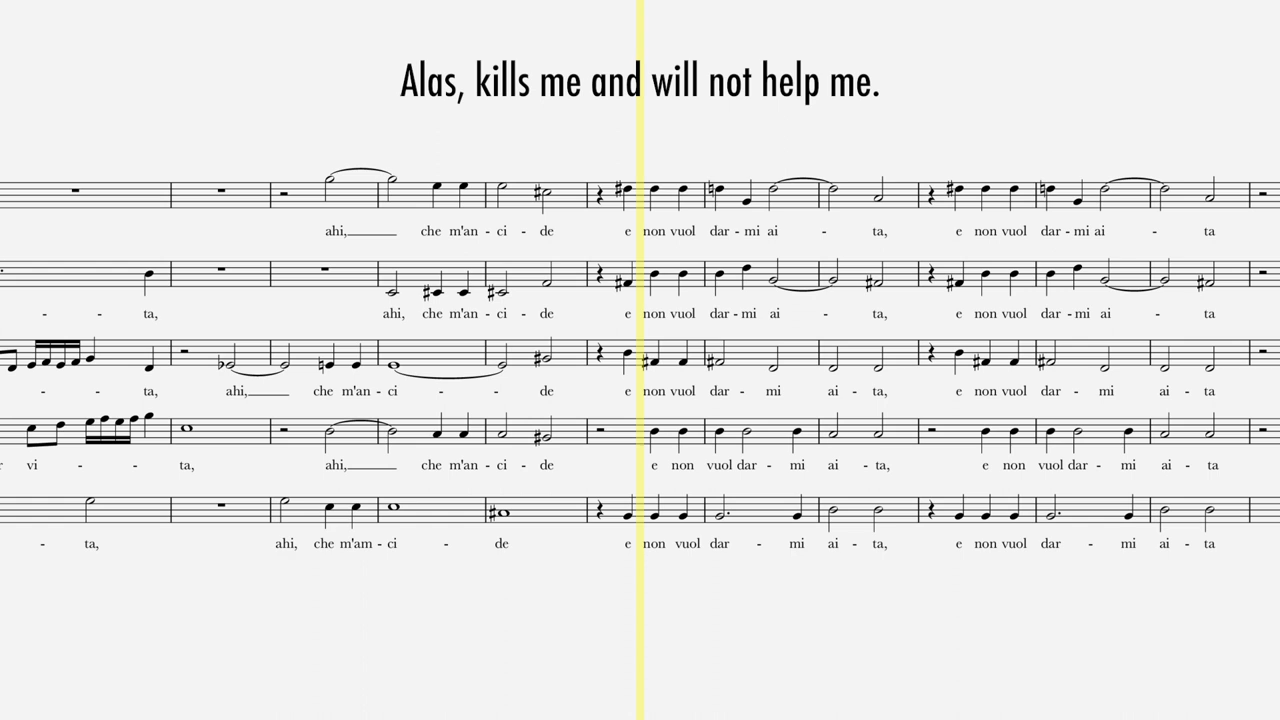 Alas, kills me and will not help me.
ahi, che m'an - ci - de e non vuol dar - mi ai - ta, e non vuol dar - mi ai - ta
- - ta, ahi, che m'an - ci - de e non vuol dar - mi ai - ta, e non vuol dar - mi ai - ta
- - ta, ahi, che m'an - ci - de e non vuol dar - mi ai - ta, e non vuol dar - mi ai - ta
r vi - - ta, ahi, che m'an - ci - de e non vuol dar - mi ai - ta, e non vuol dar - mi ai - ta
- ta, ahi, che m'am - ci - de e non vuol dar - mi ai - ta, e non vuol dar - mi ai - ta